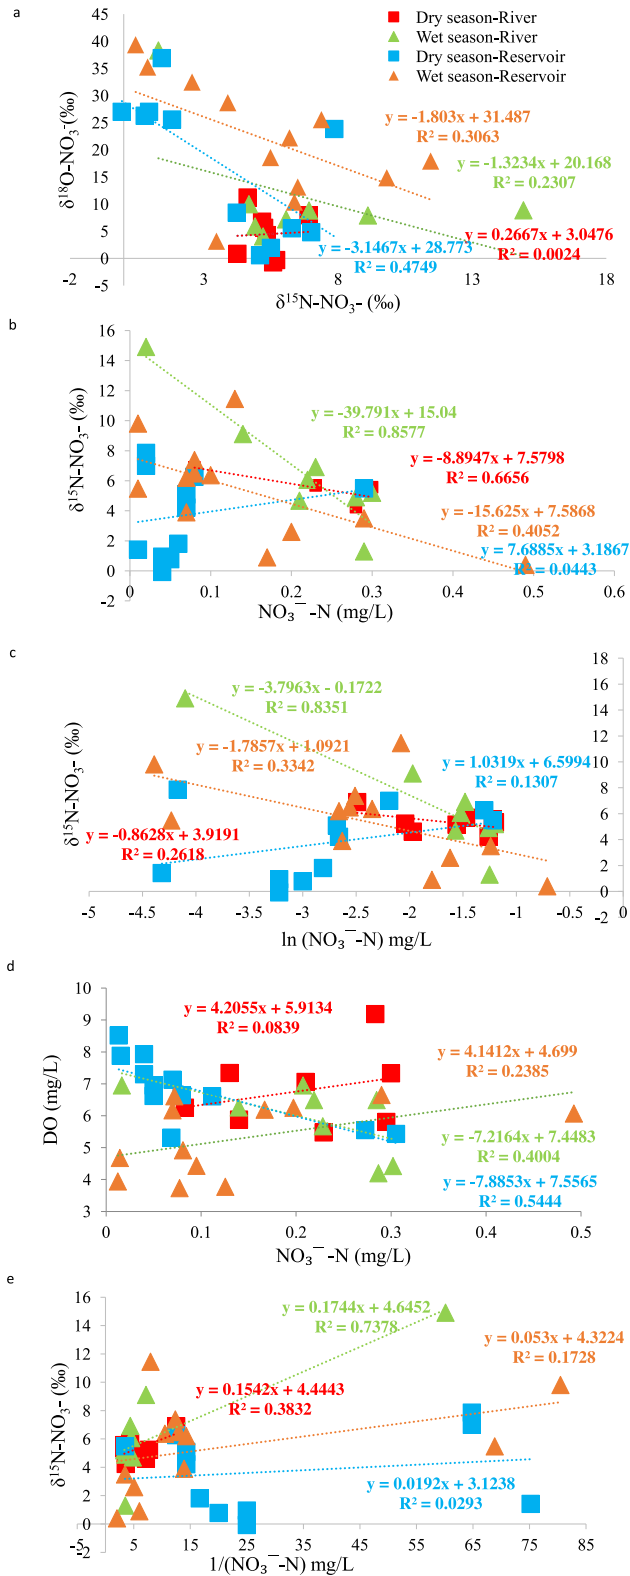 a
Dry season-River
Wet season-River
Dry season-Reservoir
Wet season-Reservoir
45
40
35
30
25
20
15
10
5
0
-5
δ¹⁸O-NO₃-(‰)
y = -1.803x + 31.487
R² = 0.3063
y = -1.3234x + 20.168
R² = 0.2307
y = 0.2667x + 3.0476
R² = 0.0024
y = -3.1467x + 28.773
R² = 0.4749
-2 3 8 13 18
δ¹⁵N-NO₃- (‰)
b
16
14
12
10
8
6
4
2
0
-2
δ¹⁵N-NO₃- (‰)
y = -39.791x + 15.04
R² = 0.8577
y = -8.8947x + 7.5798
R² = 0.6656
y = -15.625x + 7.5868
R² = 0.4052
y = 7.6885x + 3.1867
R² = 0.0443
0 0.1 0.2 0.3 0.4 0.5 0.6
NO₃¯-N (mg/L)
c
18
16
14
12
10
8
6
4
2
0
-2
δ¹⁵N-NO₃- (‰)
y = -3.7963x - 0.1722
R² = 0.8351
y = -1.7857x + 1.0921
R² = 0.3342
y = 1.0319x + 6.5994
R² = 0.1307
y = -0.8628x + 3.9191
R² = 0.2618
-5 -4.5 -4 -3.5 -3 -2.5 -2 -1.5 -1 -0.5 0
ln (NO₃¯-N) mg/L
d
10
9
8
7
6
5
4
3
DO (mg/L)
y = 4.2055x + 5.9134
R² = 0.0839
y = 4.1412x + 4.699
R² = 0.2385
y = -7.2164x + 7.4483
R² = 0.4004
y = -7.8853x + 7.5565
R² = 0.5444
0.1 0.2 0.3 0.4 0.5
NO₃¯-N (mg/L)
e
16
14
12
10
8
6
4
2
0
-2
δ¹⁵N-NO₃- (‰)
y = 0.1744x + 4.6452
R² = 0.7378
y = 0.053x + 4.3224
R² = 0.1728
y = 0.1542x + 4.4443
R² = 0.3832
y = 0.0192x + 3.1238
R² = 0.0293
5 15 25 35 45 55 65 75 85
1/(NO₃¯-N) mg/L